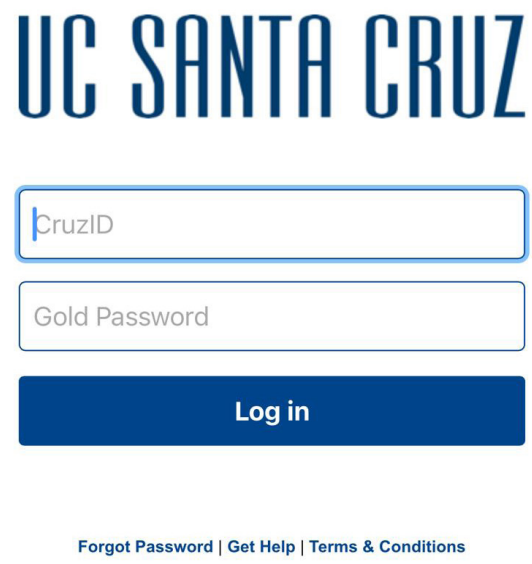 UC SANTA CRUZ
CruzID
Gold Password
Log in
Forgot Password | Get Help | Terms & Conditions